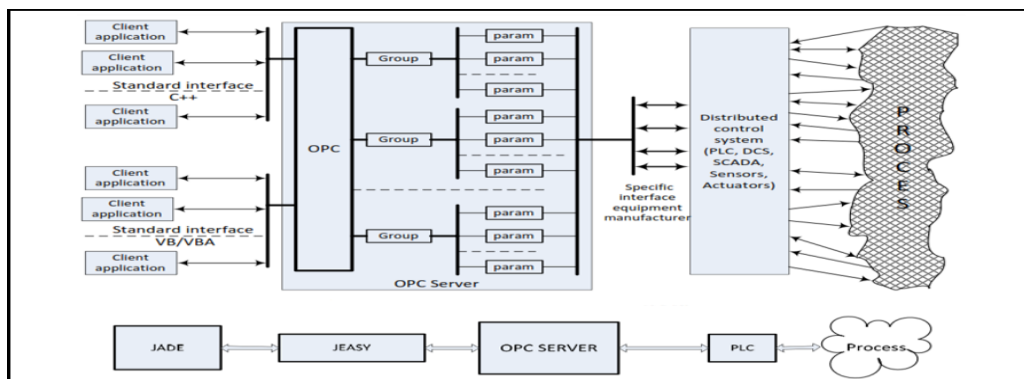 Client
application
Client
application
Standard interface
C++
Client
application
Client
application
Client
application
Standard interface
VB/VBA
Client
application
OPC
Group
Group
Group
param
param
param
param
param
param
param
param
param
OPC Server
Specific
interface
equipment
manufacturer
Distributed
control
system
(PLC, DCS,
SCADA,
Sensors,
Actuators)
PROCES
JADE
JEASY
OPC SERVER
PLC
Process